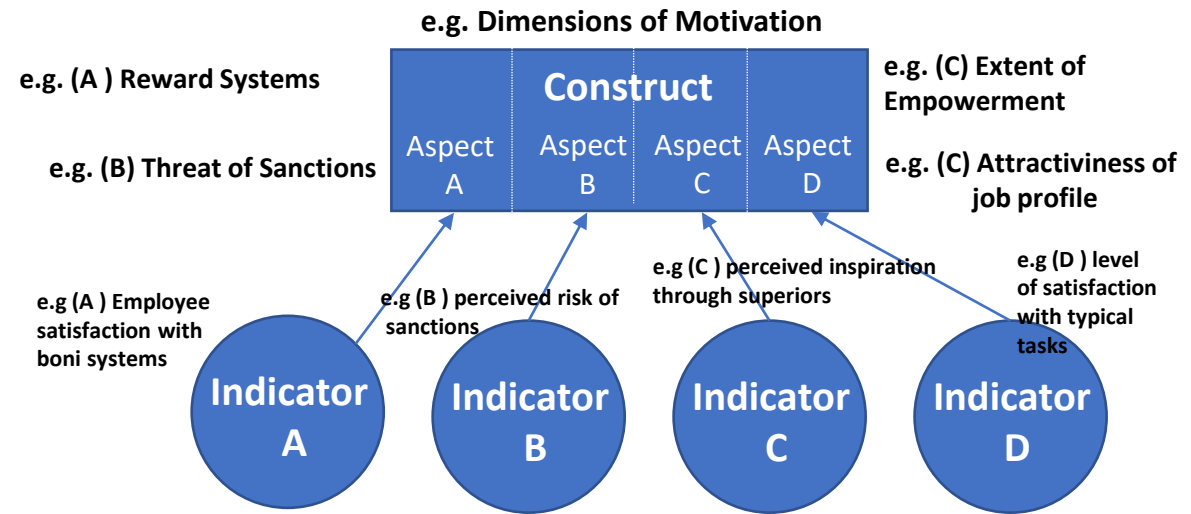 e.g. Dimensions of Motivation
e.g. (A ) Reward Systems
e.g. (B) Threat of Sanctions
Construct
Aspect
A
Aspect
B
Aspect
C
Aspect
D
e.g. (C) Extent of
Empowerment
e.g. (C) Attractiviness of
job profile
e.g (A ) Employee
satisfaction with
boni systems
e.g (B ) perceived risk of
sanctions
e.g (C ) perceived inspiration
through superiors
e.g (D ) level
of satisfaction
with typical
tasks
Indicator
A
Indicator
B
Indicator
C
Indicator
D